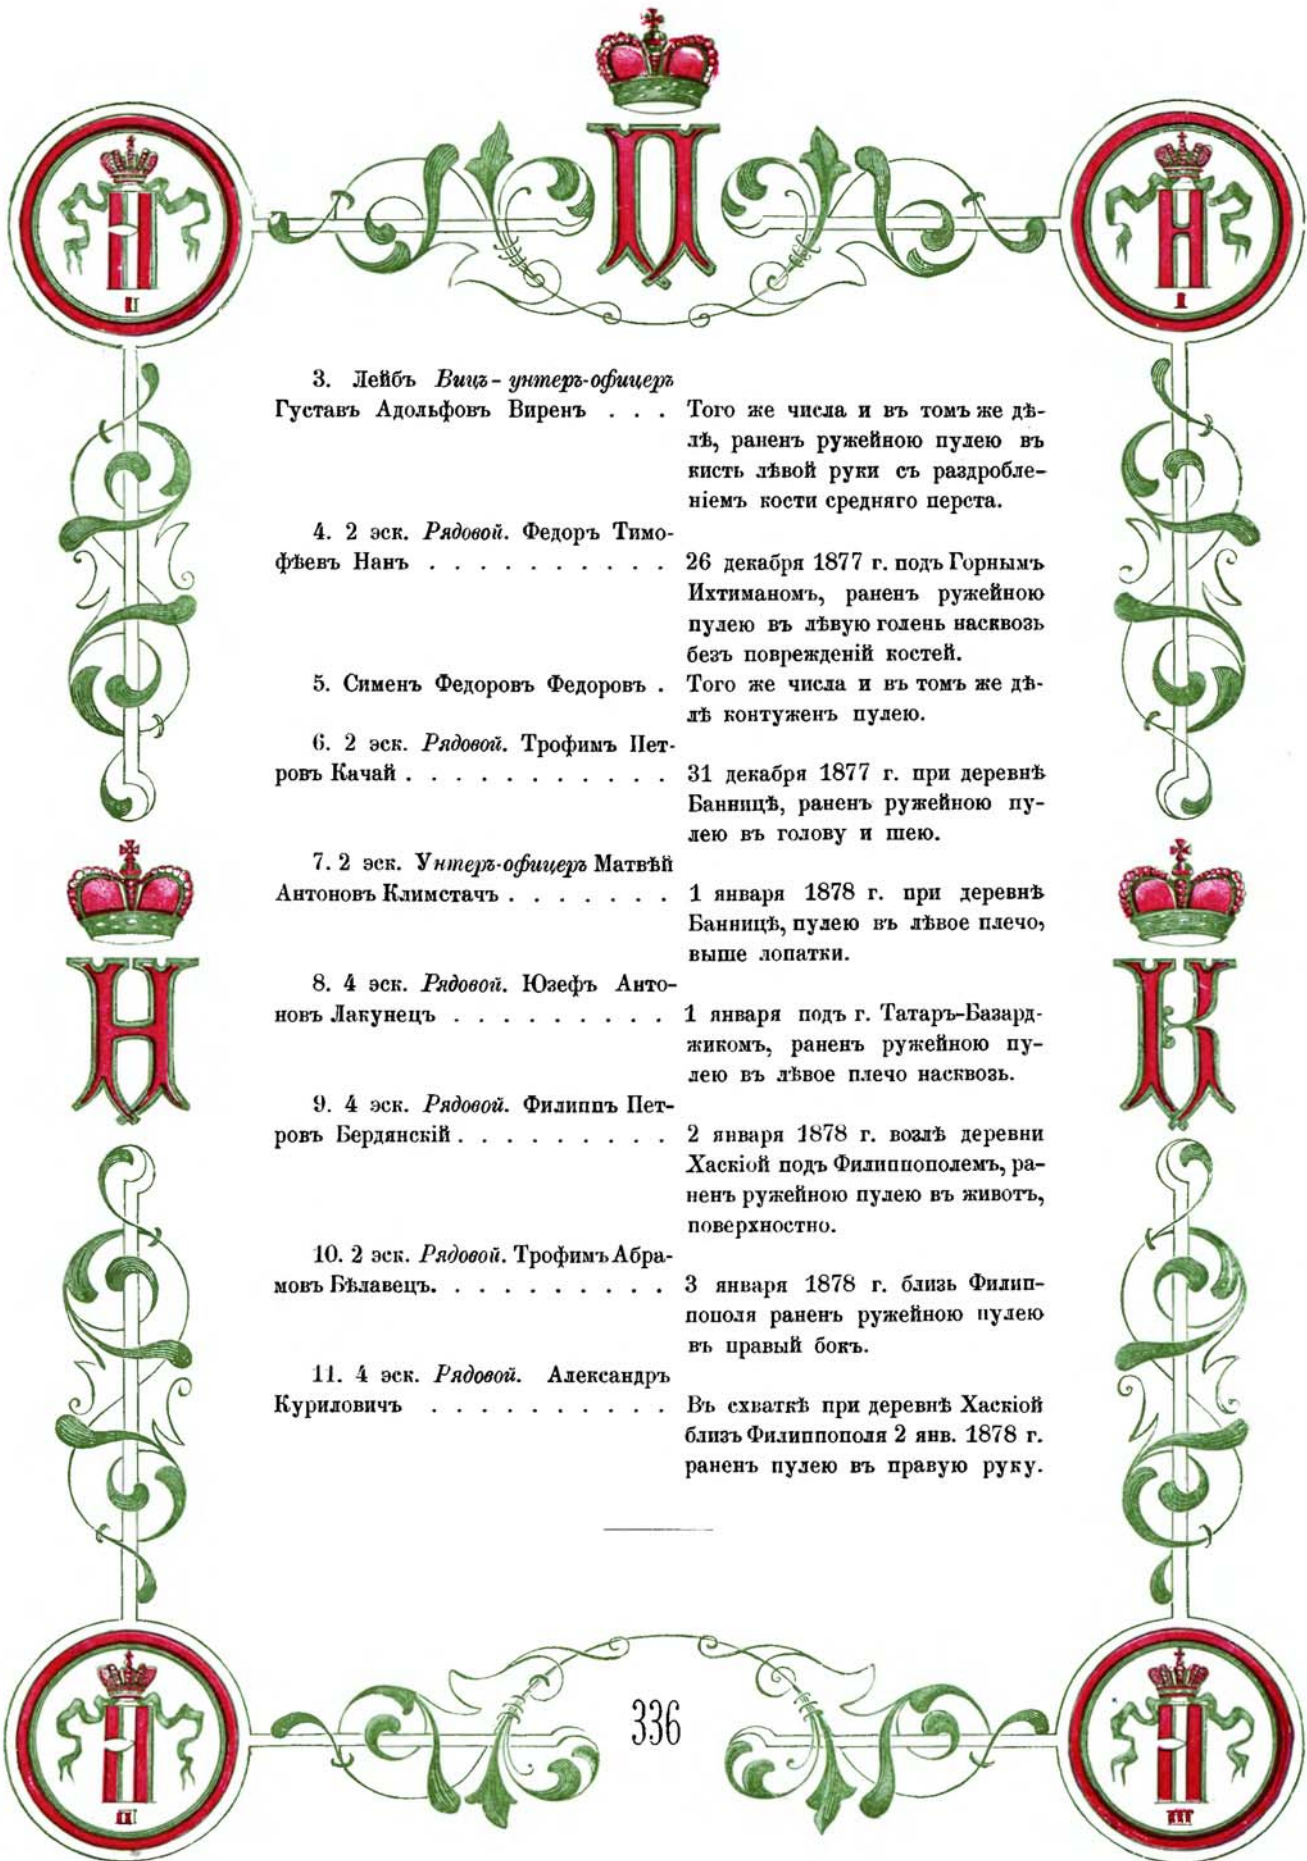 П
II
I
3. Лейбъ Вицъ-унтеръ-офицеръ
Густавъ Адольфовъ Виренъ . . . Того же числа и въ томъ же дѣ-
лѣ, раненъ ружейною пулею въ
кисть лѣвой руки съ раздробле-
ніемъ кости средняго перста.
4. 2 эск. Рядовой. Федоръ Тимо-
фѣевъ Нанъ . . . . . . . . . . 26 декабря 1877 г. подъ Горнымъ
Ихтиманомъ, раненъ ружейною
пулею въ лѣвую голень насквозь
безъ поврежденій костей.
5. Сименъ Федоровъ Федоровъ . Того же числа и въ томъ же дѣ-
лѣ контуженъ пулею.
6. 2 эск. Рядовой. Трофимъ Пет-
ровъ Качай . . . . . . . . . . . 31 декабря 1877 г. при деревнѣ
Банницѣ, раненъ ружейною пу-
лею въ голову и шею.
7. 2 эск. Унтеръ-офицеръ Матвѣй
Антоновъ Климстачъ . . . . . . . 1 января 1878 г. при деревнѣ
Банницѣ, пулею въ лѣвое плечо,
выше лопатки.
8. 4 эск. Рядовой. Юзефъ Анто-
новъ Лакунецъ . . . . . . . . . 1 января подъ г. Татаръ-Базард-
жикомъ, раненъ ружейною пу-
лею въ лѣвое плечо насквозь.
9. 4 эск. Рядовой. Филиппъ Пет-
ровъ Бердянскій . . . . . . . . . 2 января 1878 г. возлѣ деревни
Хаскіой подъ Филиппополемъ, ра-
ненъ ружейною пулею въ животъ,
поверхностно.
10. 2 эск. Рядовой. Трофимъ Абра-
мовъ Бѣлавецъ. . . . . . . . . . 3 января 1878 г. близь Филип-
пополя раненъ ружейною пулею
въ правый бокъ.
11. 4 эск. Рядовой. Александръ
Куриловичъ . . . . . . . . . . Въ схваткѣ при деревнѣ Хаскіой
близъ Филиппополя 2 янв. 1878 г.
раненъ пулею въ правую руку.
Н
К
336
III